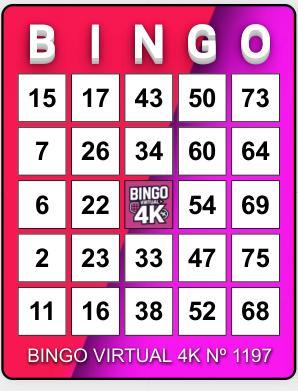 B I N G O
15 17 43 50 73
7 26 34 60 64
6 22 BINGO VIRTUAL 4K 54 69
2 23 33 47 75
11 16 38 52 68
BINGO VIRTUAL 4K Nº 1197